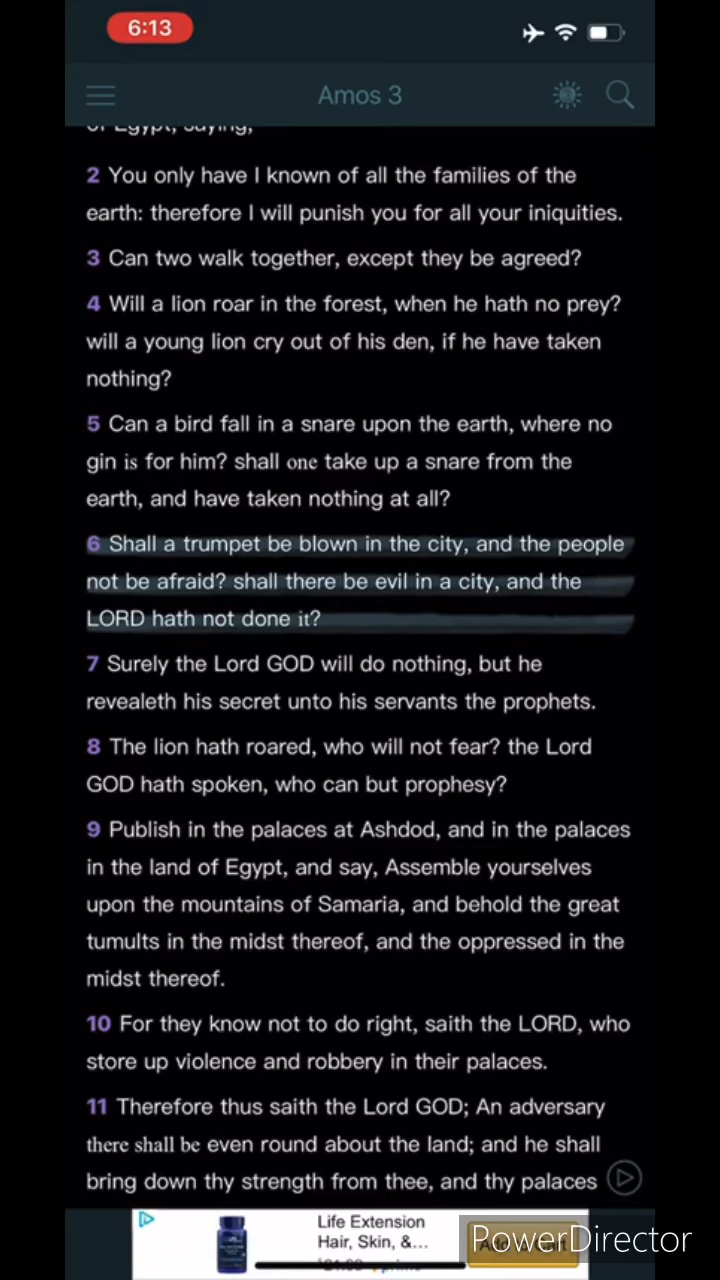 6:13
Amos 3
of Egypt, saying,
2 You only have I known of all the families of the
earth: therefore I will punish you for all your iniquities.
3 Can two walk together, except they be agreed?
4 Will a lion roar in the forest, when he hath no prey?
will a young lion cry out of his den, if he have taken
nothing?
5 Can a bird fall in a snare upon the earth, where no
gin is for him? shall one take up a snare from the
earth, and have taken nothing at all?
6 Shall a trumpet be blown in the city, and the people
not be afraid? shall there be evil in a city, and the
LORD hath not done it?
7 Surely the Lord GOD will do nothing, but he
revealeth his secret unto his servants the prophets.
8 The lion hath roared, who will not fear? the Lord
GOD hath spoken, who can but prophesy?
9 Publish in the palaces at Ashdod, and in the palaces
in the land of Egypt, and say, Assemble yourselves
upon the mountains of Samaria, and behold the great
tumults in the midst thereof, and the oppressed in the
midst thereof.
10 For they know not to do right, saith the LORD, who
store up violence and robbery in their palaces.
11 Therefore thus saith the Lord GOD; An adversary
there shall be even round about the land; and he shall
bring down thy strength from thee, and thy palaces
Life Extension
Hair, Skin, &...
PowerDirector